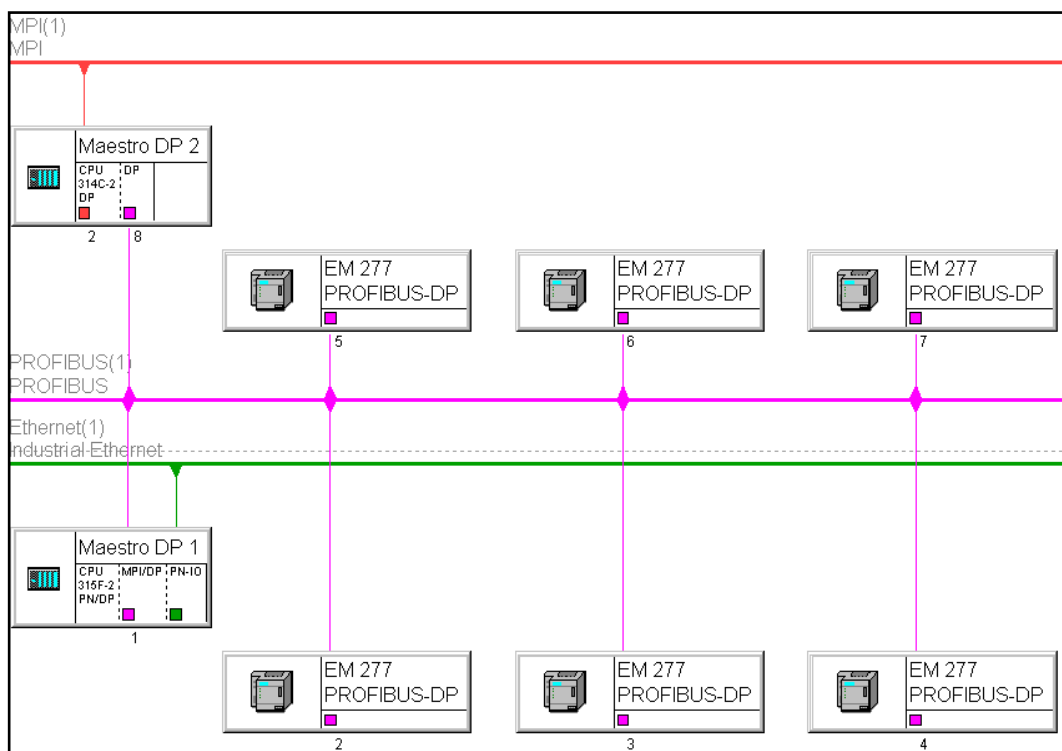 MPI(1)
MPI
Maestro DP 2
CPU
314C-2
DP
DP
2
8
EM 277
PROFIBUS-DP
5
EM 277
PROFIBUS-DP
6
EM 277
PROFIBUS-DP
7
PROFIBUS(1)
PROFIBUS
Ethernet(1)
Industrial Ethernet
Maestro DP 1
CPU
315F-2
PN/DP
MPI/DP
PN-IO
1
EM 277
PROFIBUS-DP
2
EM 277
PROFIBUS-DP
3
EM 277
PROFIBUS-DP
4